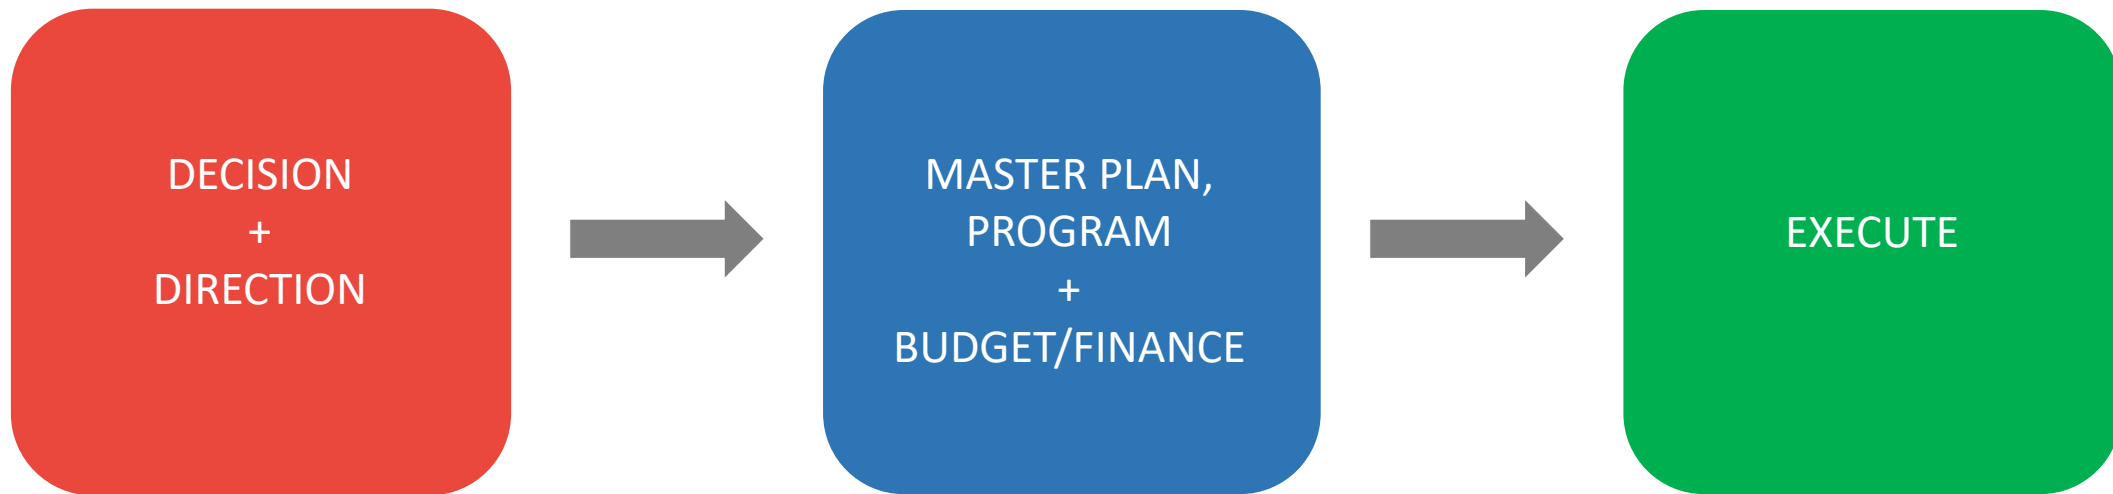 DECISION
+
DIRECTION
MASTER PLAN,
PROGRAM
+
BUDGET/FINANCE
EXECUTE